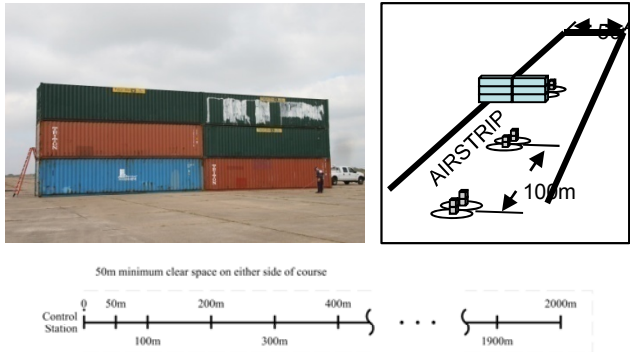 AIRSTRIP
100m
50m minimum clear space on either side of course
0 50m 200m 400m 2000m
Control
Station
100m 300m 1900m